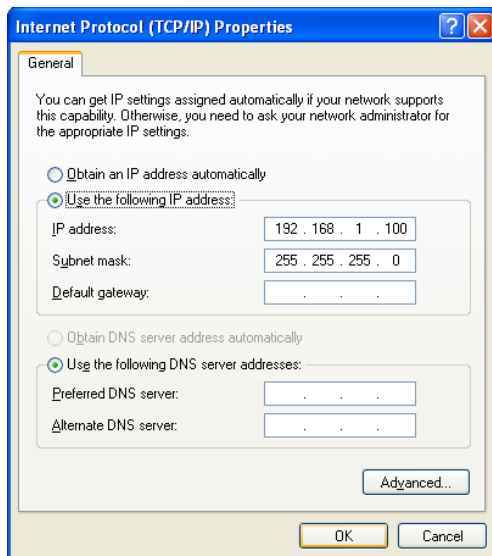 Internet Protocol (TCP/IP) Properties
General
You can get IP settings assigned automatically if your network supports
this capability. Otherwise, you need to ask your network administrator for
the appropriate IP settings.
Obtain an IP address automatically
Use the following IP address:
IP address: 192 . 168 . 1 . 100
Subnet mask: 255 . 255 . 255 . 0
Default gateway: . . .
Obtain DNS server address automatically
Use the following DNS server addresses:
Preferred DNS server: . . .
Alternate DNS server: . . .
Advanced...
OK Cancel